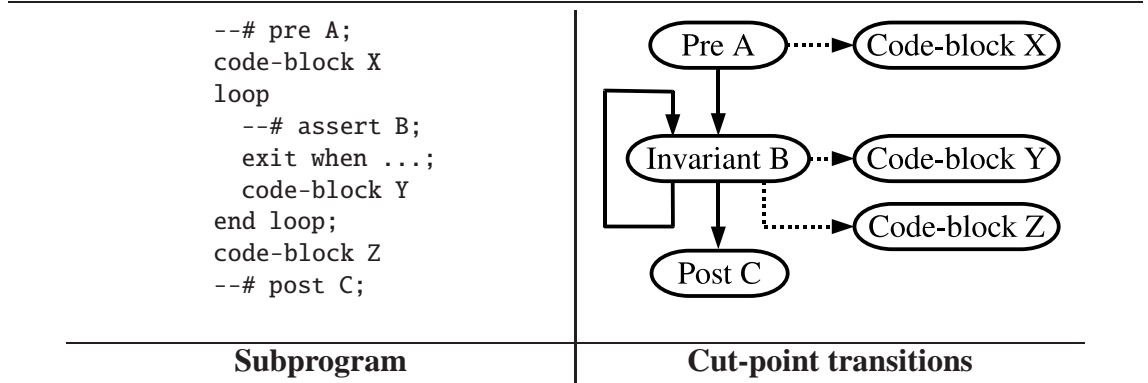 --# pre A;
code-block X
loop
--# assert B;
exit when ...;
code-block Y
end loop;
code-block Z
--# post C;
Pre A
Code-block X
Invariant B
Code-block Y
Code-block Z
Post C
Subprogram
Cut-point transitions